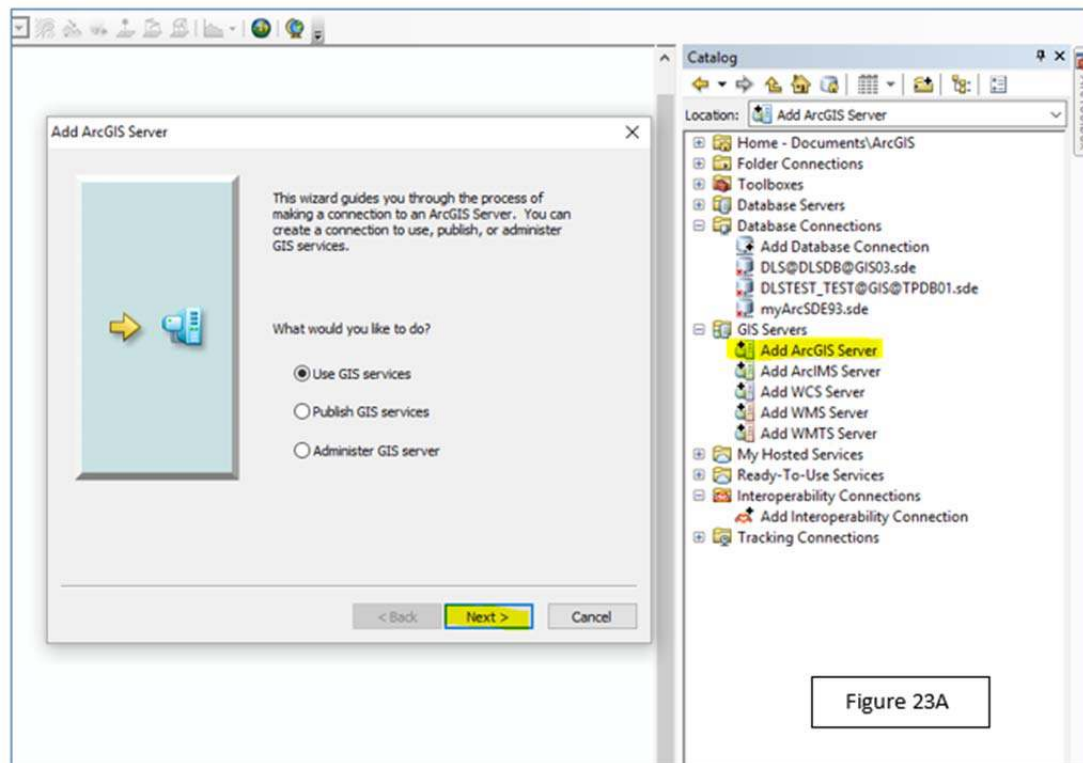 Add ArcGIS Server
This wizard guides you through the process of
making a connection to an ArcGIS Server. You can
create a connection to use, publish, or administer
GIS services.
What would you like to do?
Use GIS services
Publish GIS services
Administer GIS server
< Back
Next >
Cancel
Catalog
Location:
Add ArcGIS Server
Home - Documents\ArcGIS
Folder Connections
Toolboxes
Database Servers
Database Connections
Add Database Connection
DLS@DLSDB@GIS03.sde
DLSTEST_TEST@GIS@TPDB01.sde
myArcSDE93.sde
GIS Servers
Add ArcGIS Server
Add ArcIMS Server
Add WCS Server
Add WMS Server
Add WMTS Server
My Hosted Services
Ready-To-Use Services
Interoperability Connections
Add Interoperability Connection
Tracking Connections
Figure 23A